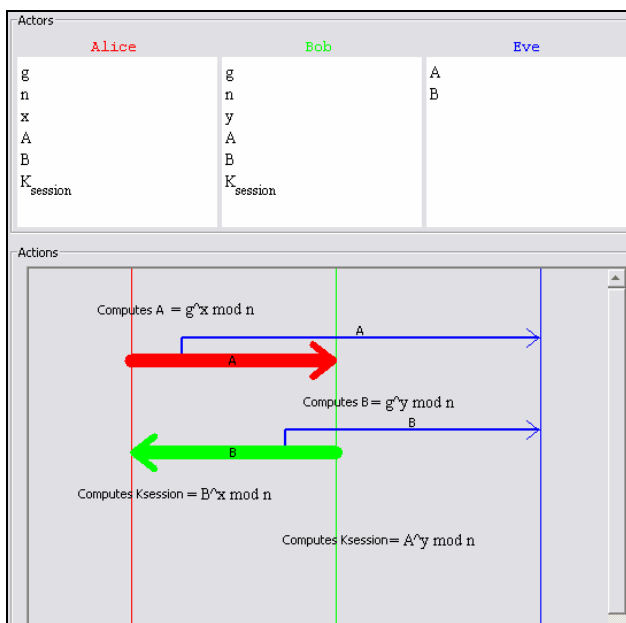 Actors
Alice Bob Eve
g g A
n n B
x y
A A
B B
Ksession Ksession
Actions
Computes A = g^x mod n
A
A
Computes B = g^y mod n
B
B
Computes Ksession = B^x mod n
Computes Ksession = A^y mod n